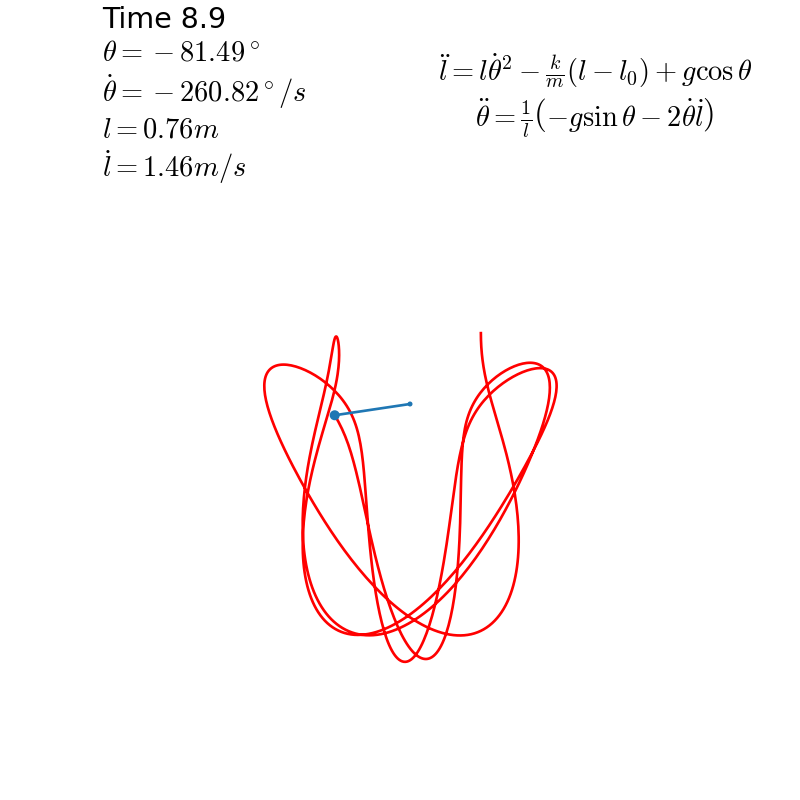 Time 8.9
θ = −81.49°
θ̇ = −260.82°/s
l = 0.76m
l̇ = 1.46m/s
l̈ = lθ̇² − k/m(l − l₀) + g cos θ
θ̈ = 1/l(−g sin θ − 2θ̇l̇)